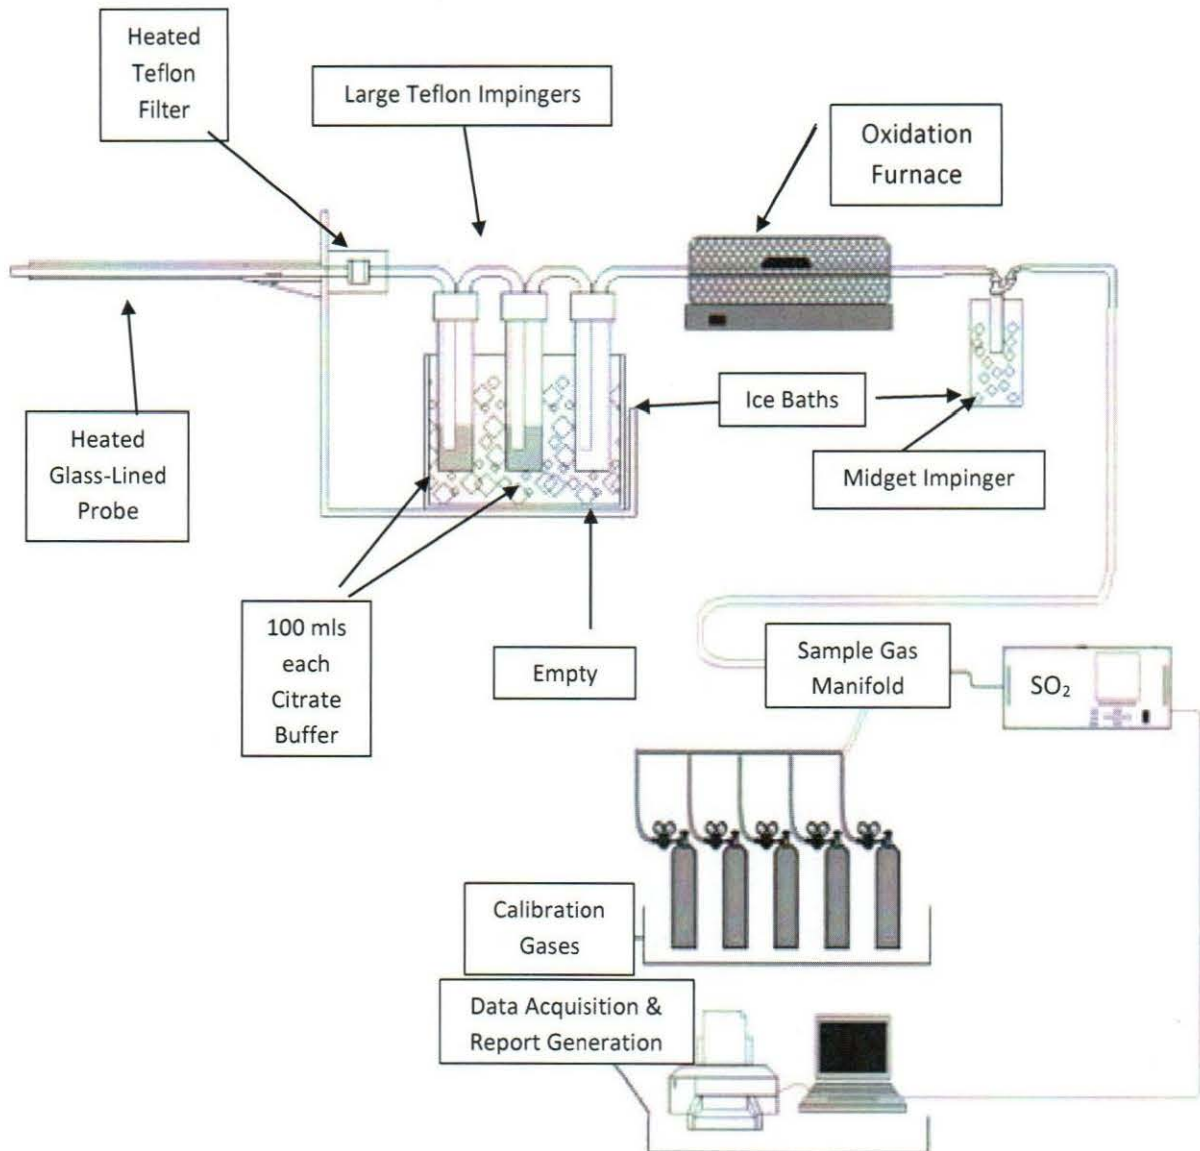 Heated
Teflon
Filter
Large Teflon Impingers
Oxidation
Furnace
Heated
Glass-Lined
Probe
Ice Baths
Midget Impinger
100 mls
each
Citrate
Buffer
Empty
Sample Gas
Manifold
SO₂
Calibration
Gases
Data Acquisition &
Report Generation